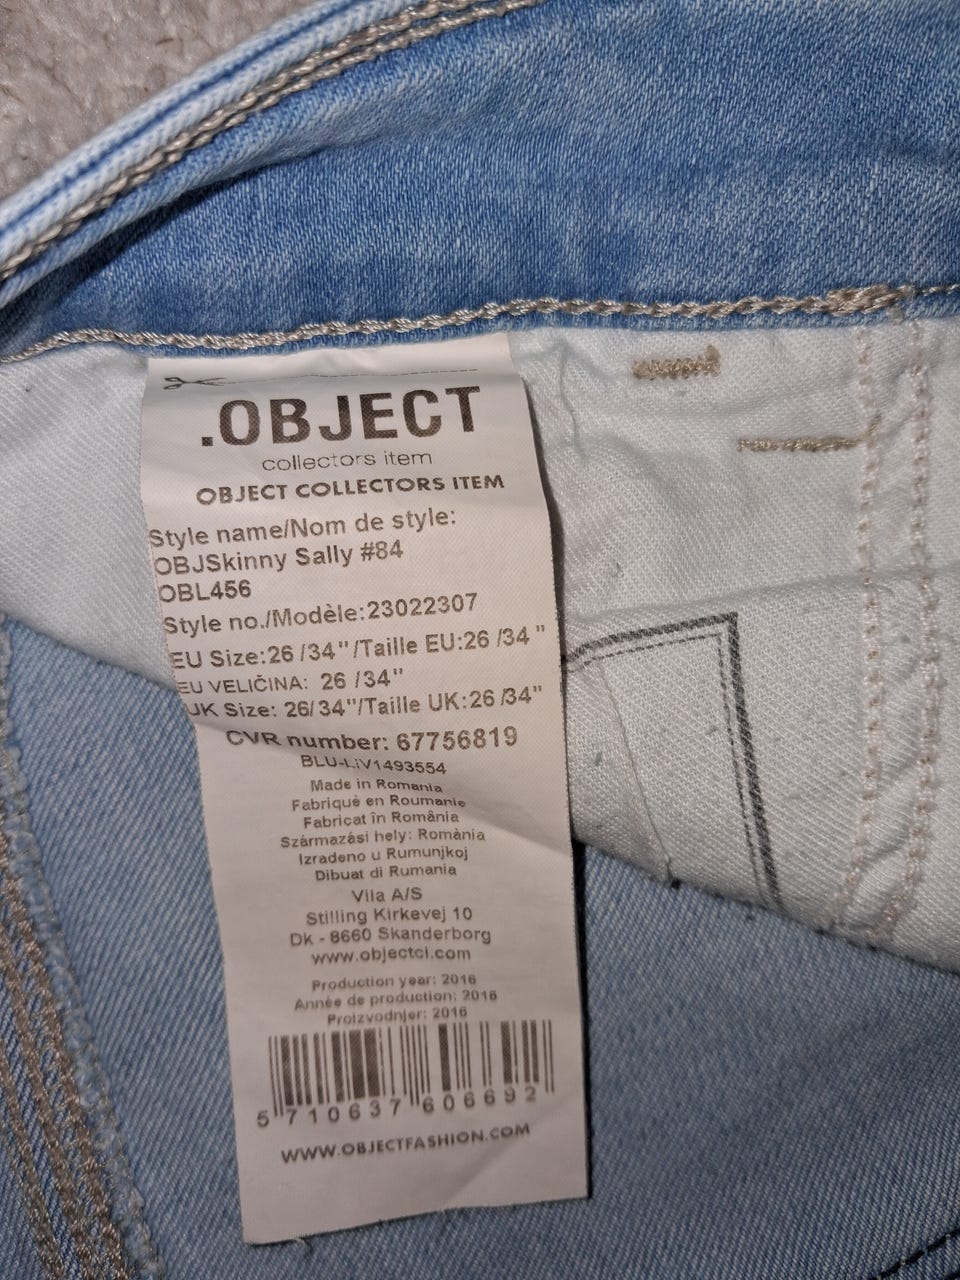 .OBJECT
collectors item
OBJECT COLLECTORS ITEM
Style name/Nom de style:
OBJSkinny Sally #84
OBL456
Style no./Modèle:23022307
EU Size:26 /34"/Taille EU:26 /34"
EU VELIČINA: 26 /34"
UK Size: 26/34"/Taille UK:26/34"
CVR number: 67756819
BLU-LIV1493554
Made in Romania
Fabriqué en Roumanie
Fabricat în România
Származási hely: Romània
Izradeno u Rumunjkoj
Dibuat di Rumania
Vila A/S
Stilling Kirkevej 10
DK - 8660 Skanderborg
www.objectci.com
Production year: 2016
Année de production: 2016
Proizvodnjer: 2016
5 710637 606692
WWW.OBJECTFASHION.COM